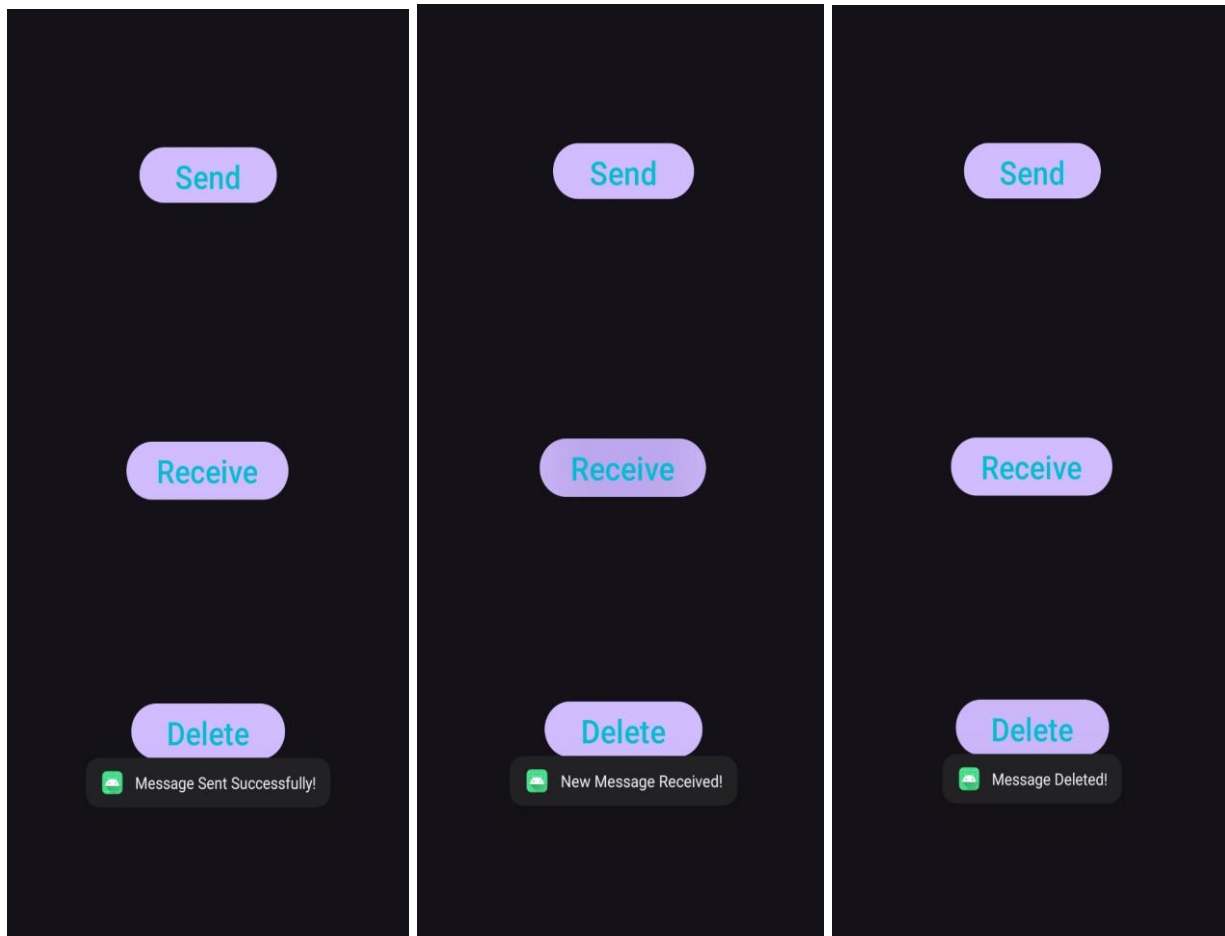 Send
Receive
Delete
Message Sent Successfully!
Send
Receive
Delete
New Message Received!
Send
Receive
Delete
Message Deleted!